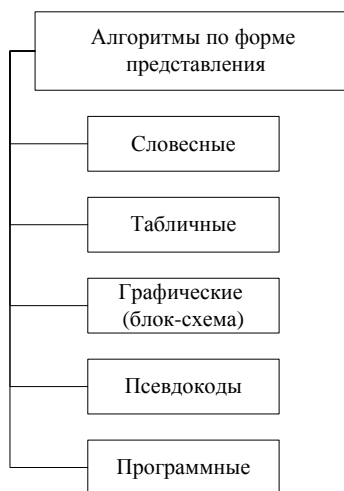 Алгоритмы по форме
представления
Словесные
Табличные
Графические
(блок-схема)
Псевдокоды
Программные